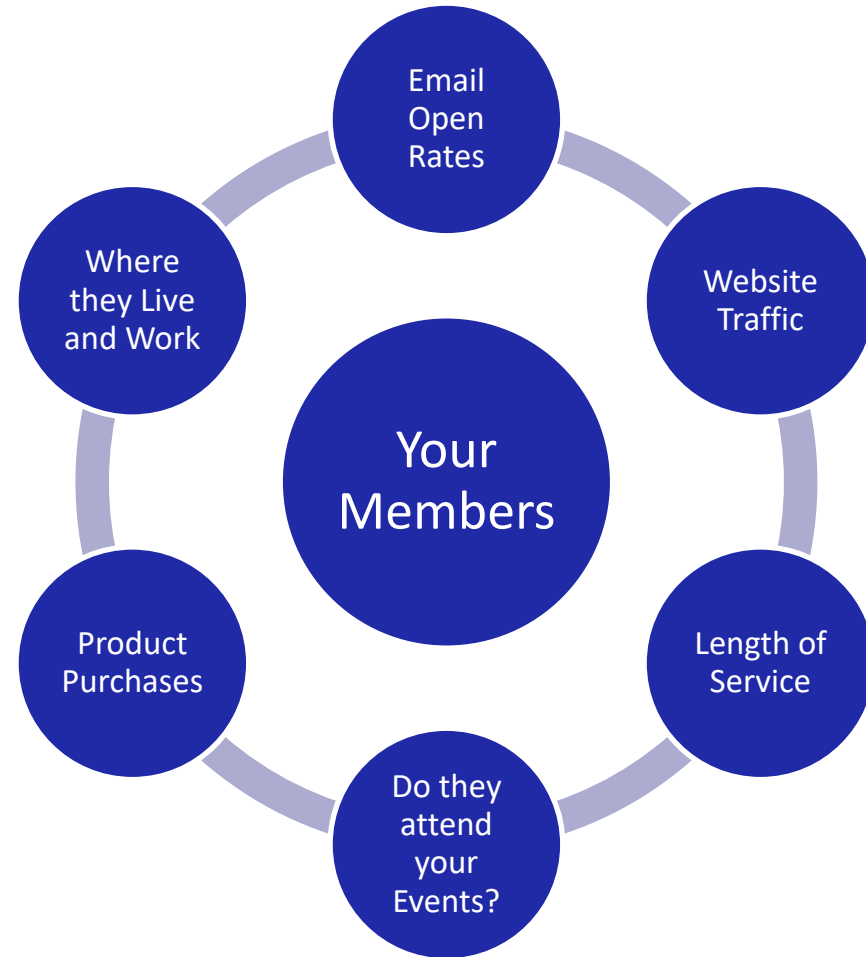 Email
Open
Rates
Website
Traffic
Length of
Service
Do they
attend
your
Events?
Product
Purchases
Where
they Live
and Work
Your
Members